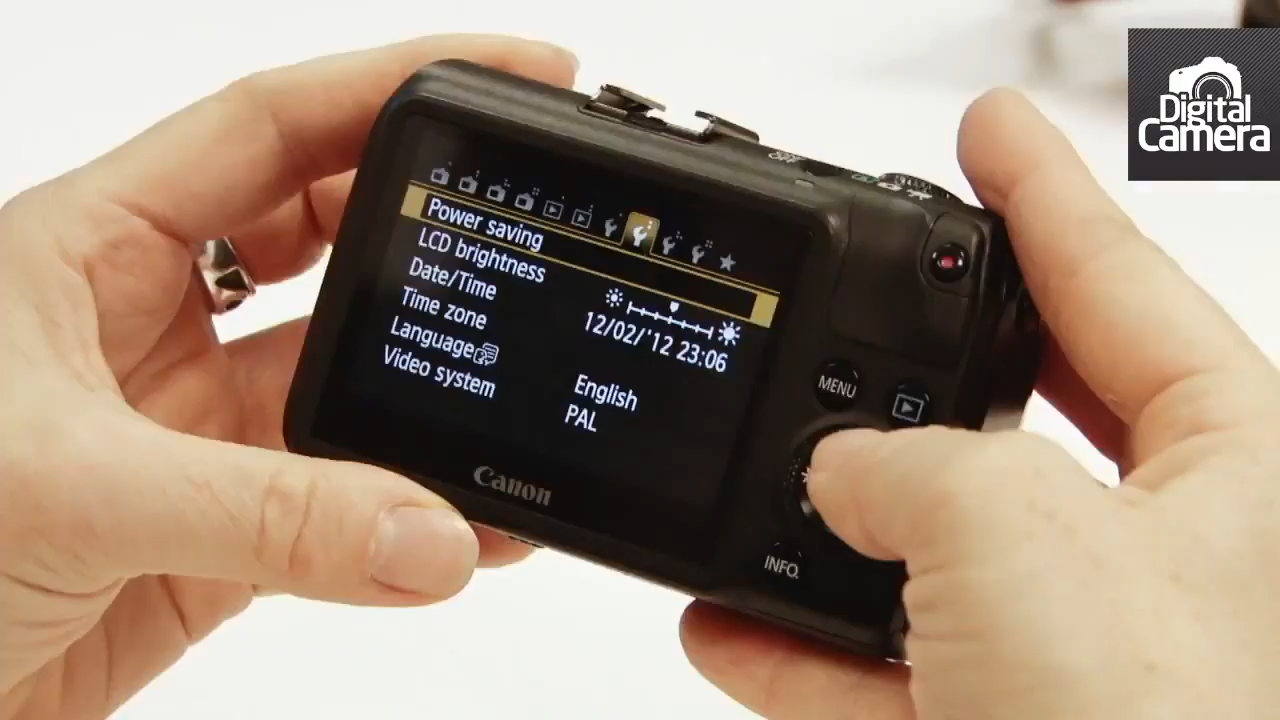 Digital
Camera
OFF
Power saving
LCD brightness
Date/Time 12/02/'12 23:06
Time zone
Language English
Video system PAL
MENU
Canon
INFO.